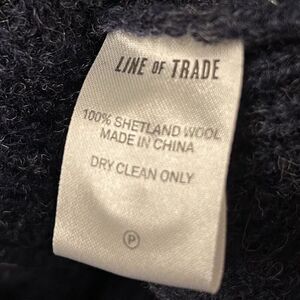 LINE OF TRADE
100% SHETLAND WOOL
MADE IN CHINA
DRY CLEAN ONLY
P